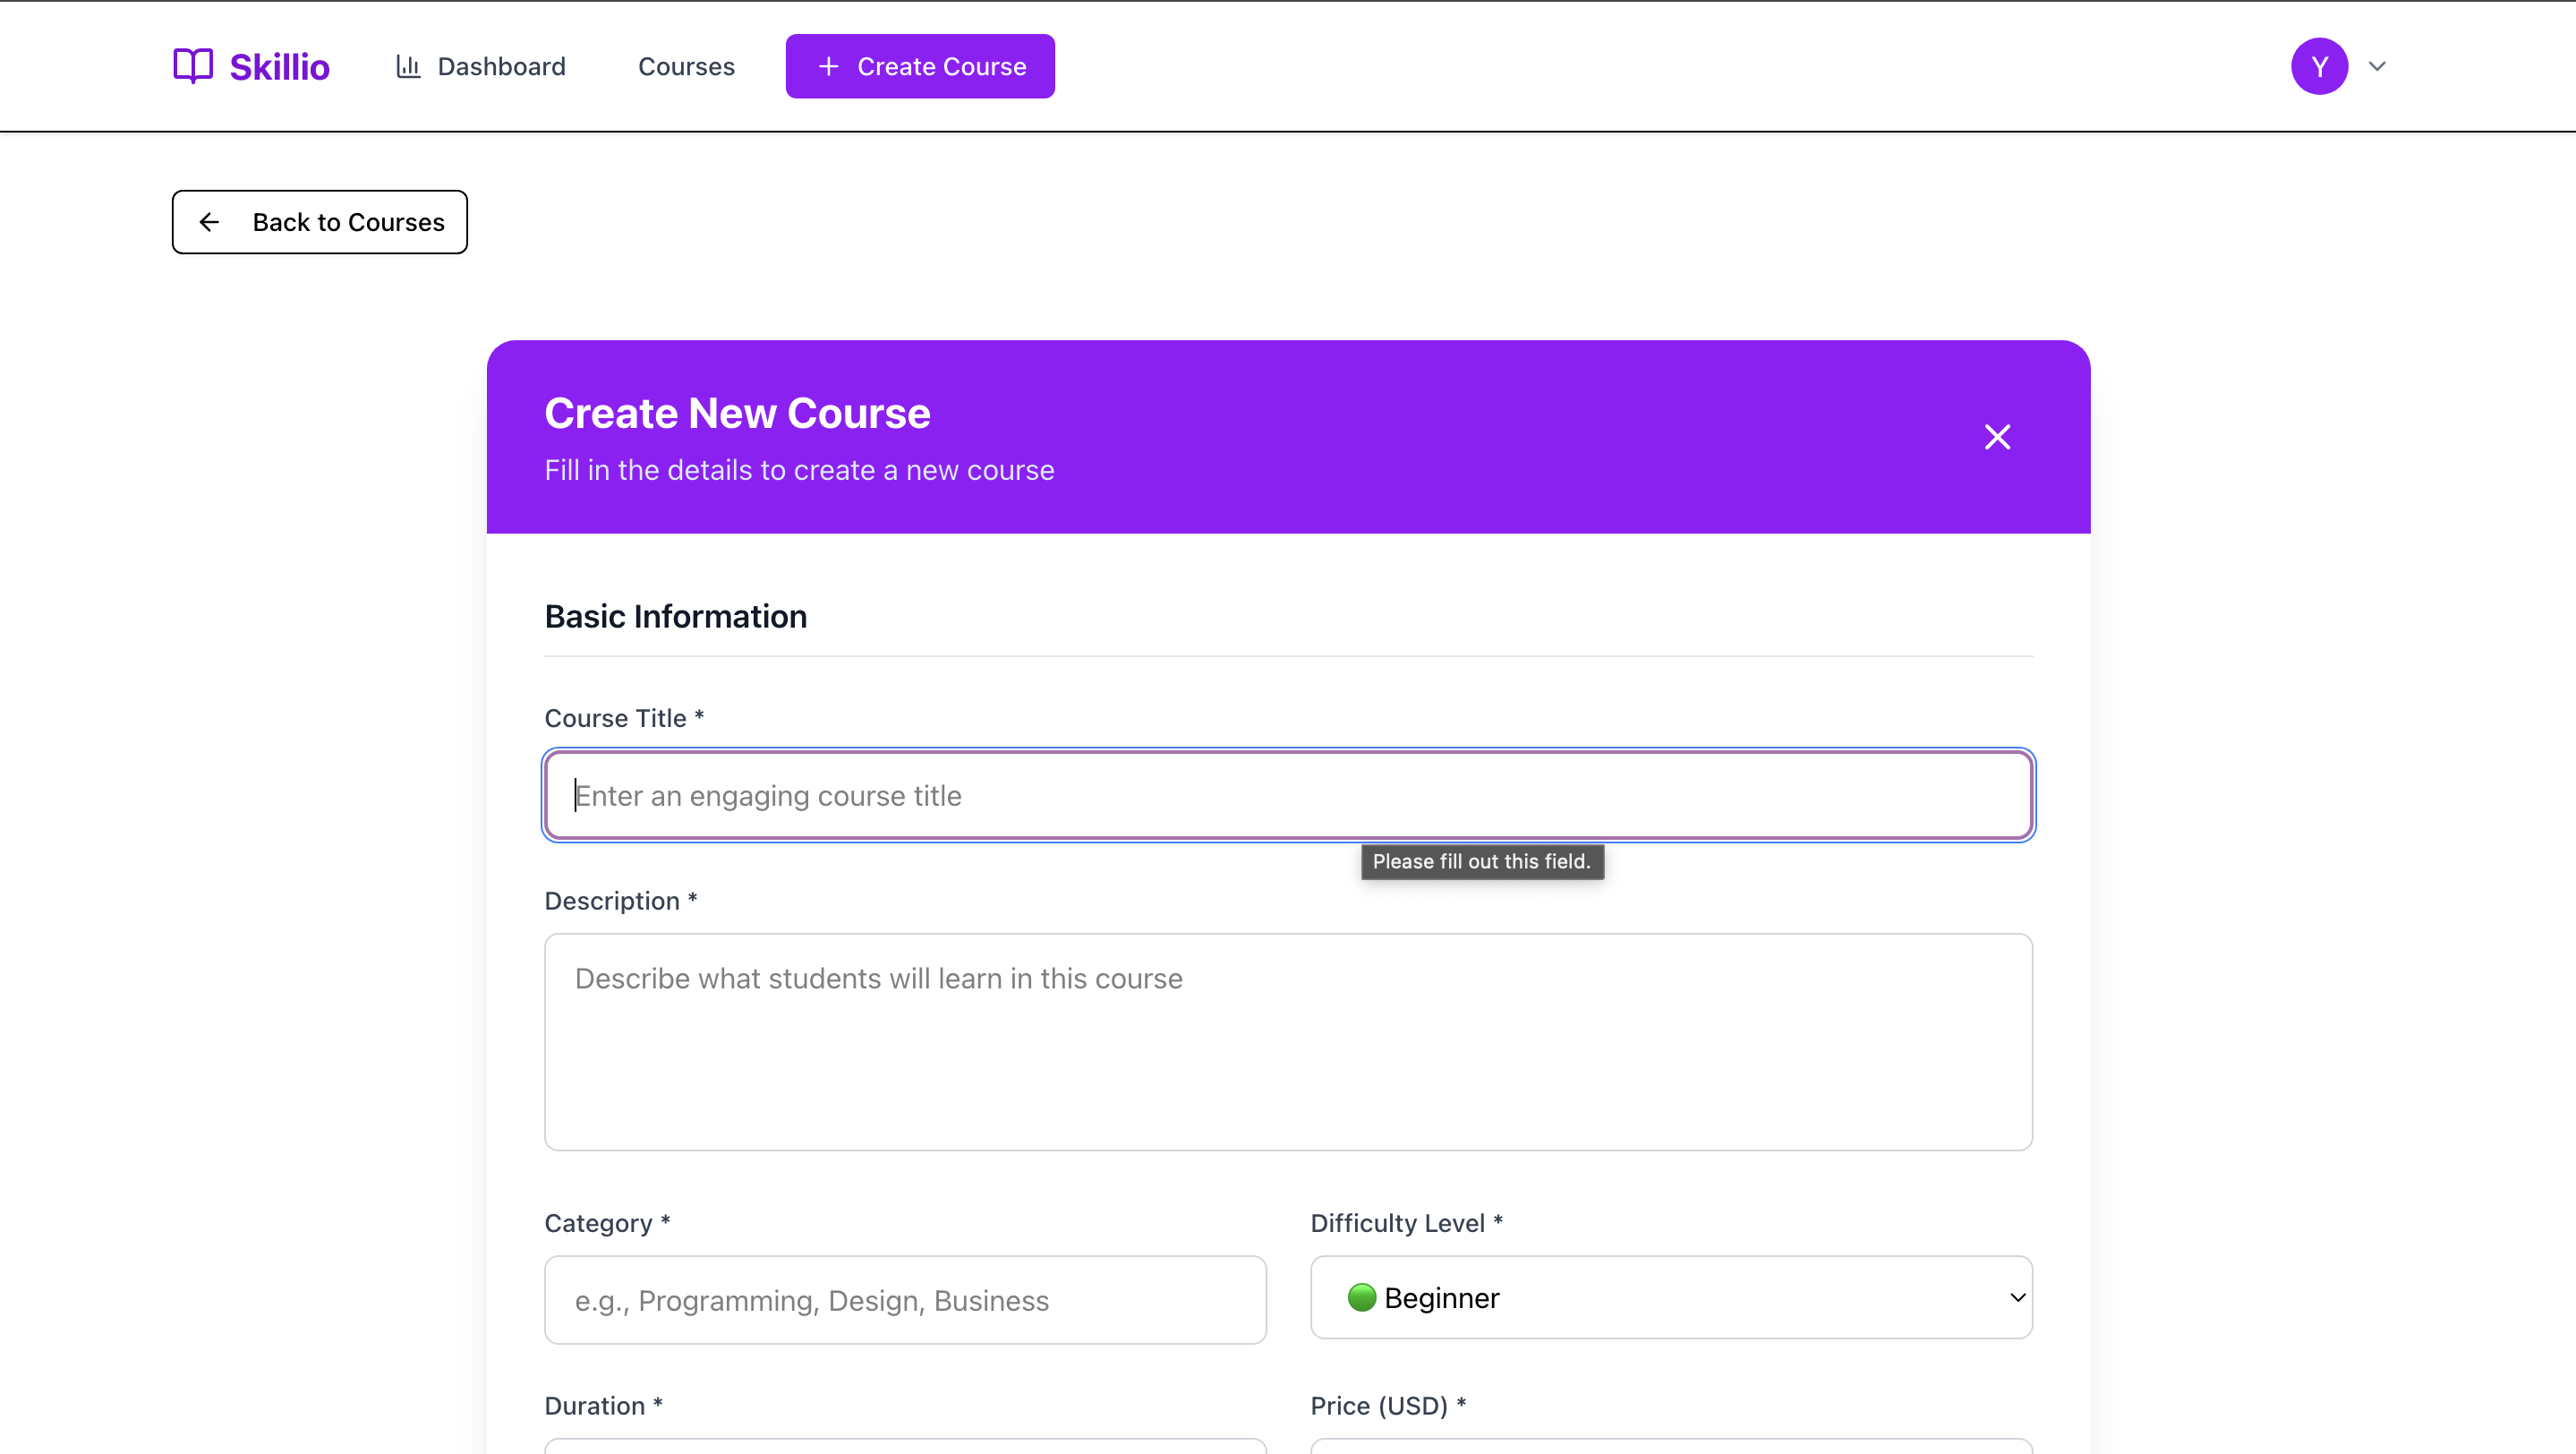 Skillio
Dashboard
Courses
+ Create Course
Y
Back to Courses
Create New Course
Fill in the details to create a new course
Basic Information
Course Title *
Enter an engaging course title
Please fill out this field.
Description *
Describe what students will learn in this course
Category *
Difficulty Level *
e.g., Programming, Design, Business
Beginner
Duration *
Price (USD) *